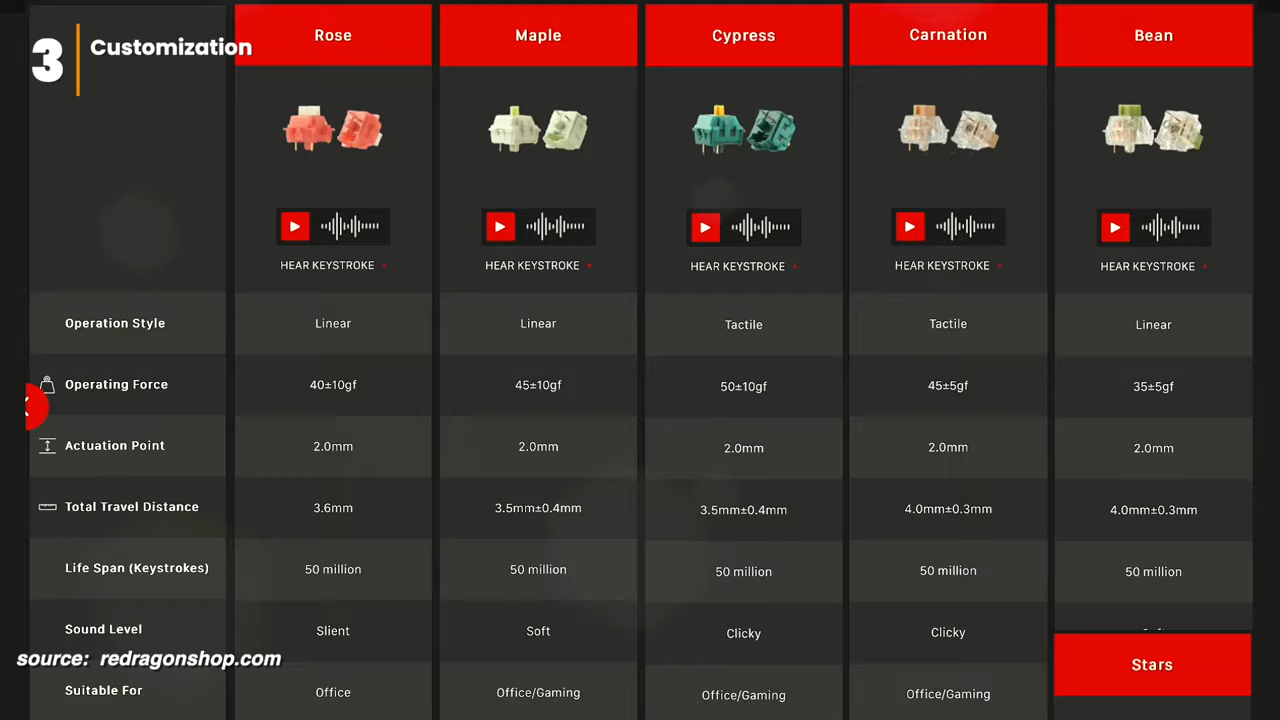 3 Customization
Rose Maple Cypress Carnation Bean
HEAR KEYSTROKE HEAR KEYSTROKE HEAR KEYSTROKE HEAR KEYSTROKE HEAR KEYSTROKE
Operation Style Linear Linear Tactile Tactile Linear
Operating Force 40±10gf 45±10gf 50±10gf 45±5gf 35±5gf
Actuation Point 2.0mm 2.0mm 2.0mm 2.0mm 2.0mm
Total Travel Distance 3.6mm 3.5mm±0.4mm 3.5mm±0.4mm 4.0mm±0.3mm 4.0mm±0.3mm
Life Span (Keystrokes) 50 million 50 million 50 million 50 million 50 million
Sound Level Slient Soft Clicky Clicky
source: redragonshop.com
Stars
Suitable For Office Office/Gaming Office/Gaming Office/Gaming